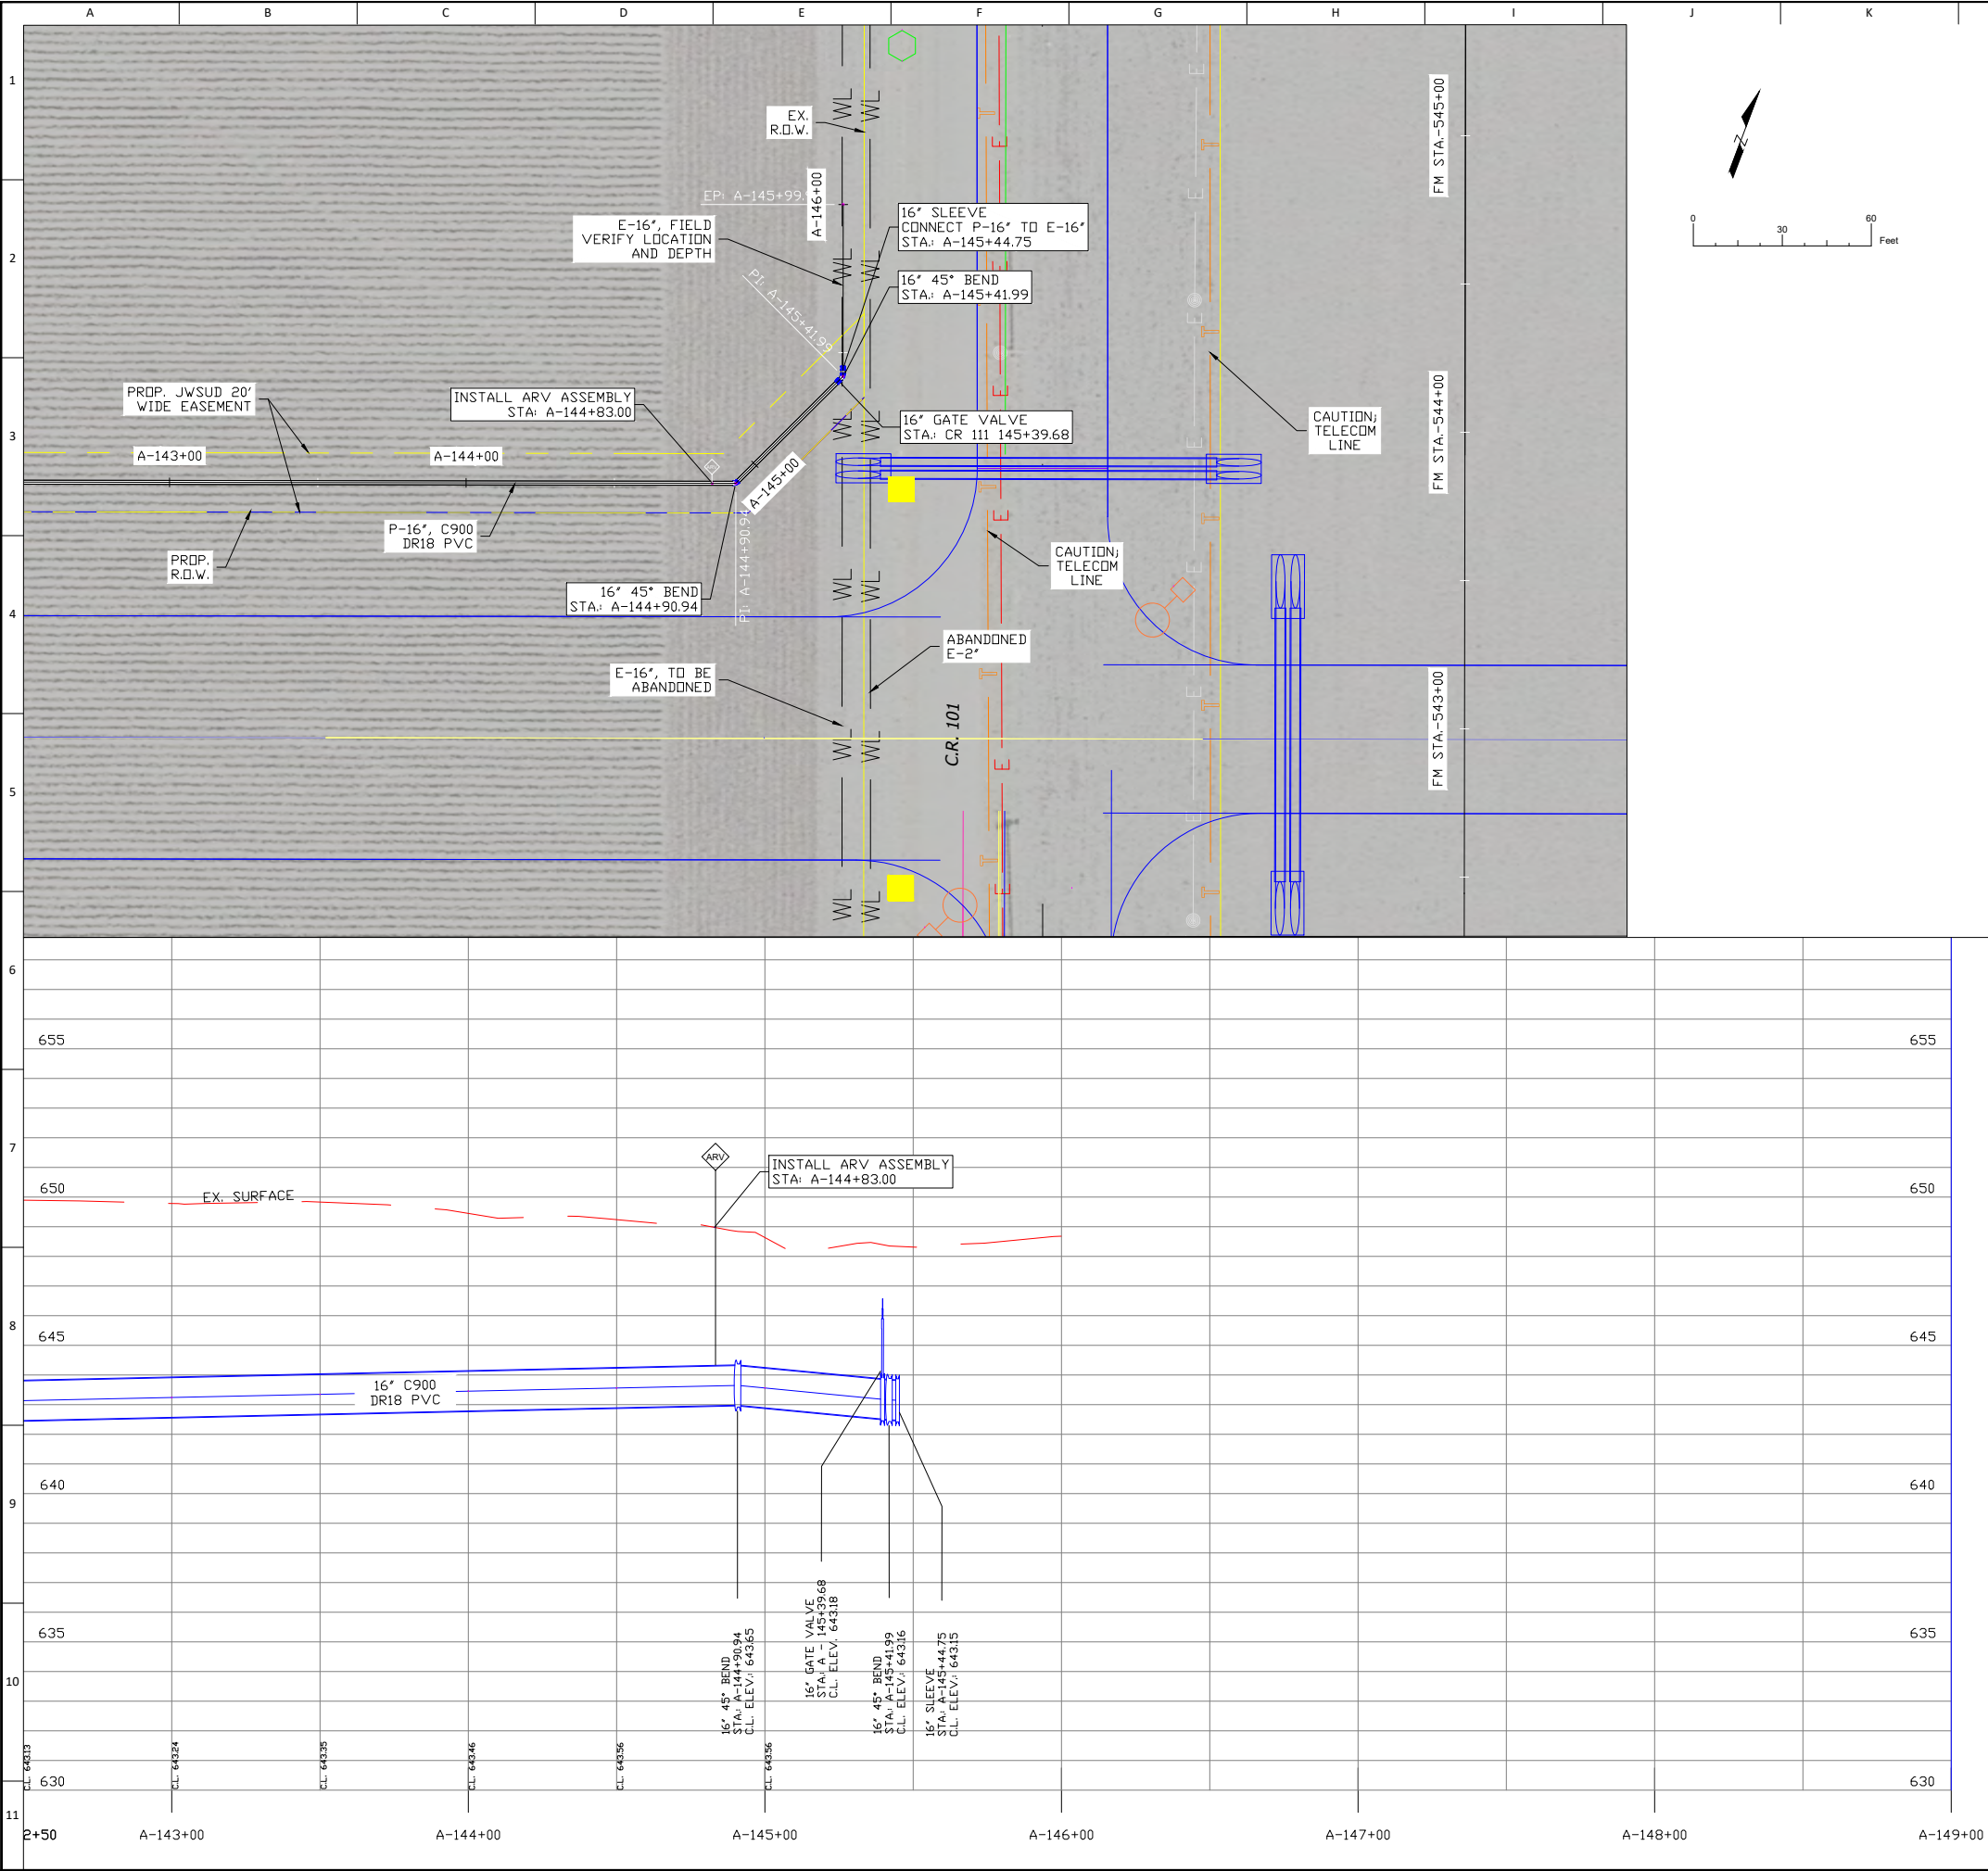 A B C D E F G H I J K
1
2
3
4
5
6
7
8
9
10
11
EX.
R.O.W.
EP: A-145+99.
A-146+00
E-16", FIELD
VERIFY LOCATION
AND DEPTH
16" SLEEVE
CONNECT P-16" TO E-16"
STA.: A-145+44.75
16" 45° BEND
STA.: A-145+41.99
PI: A-145+41.99
PROP. JWSUD 20'
WIDE EASEMENT
INSTALL ARV ASSEMBLY
STA: A-144+83.00
16" GATE VALVE
STA.: CR 111 145+39.68
CAUTION;
TELECOM
LINE
A-143+00
A-144+00
A-145+00
P-16", C900
DR18 PVC
PROP.
R.O.W.
16" 45° BEND
STA.: A-144+90.94
PI: A-144+90.94
CAUTION;
TELECOM
LINE
ABANDONED
E-2"
E-16", TO BE
ABANDONED
C.R. 101
FM STA.-545+00
FM STA.-544+00
FM STA.-543+00
W W
W W
W W
W W
W W
W W
T T T T T T T T T T
E E E E E E E
E E E E E E
N
0 30 60
Feet
655 655
650 650
645 645
640 640
635 635
630 630
EX. SURFACE
ARV
INSTALL ARV ASSEMBLY
STA: A-144+83.00
16" C900
DR18 PVC
16" 45° BEND
STA.: A-144+90.94
C.L. ELEV.: 643.65
16" GATE VALVE
STA.: A - 145+39.68
C.L. ELEV. 643.18
16" 45° BEND
STA.: A-145+41.99
C.L. ELEV.: 643.16
16" SLEEVE
STA.: A-145+44.75
C.L. ELEV.: 643.15
C.L. 643.13
C.L. 643.24
C.L. 643.35
C.L. 643.46
C.L. 643.56
C.L. 643.56
2+50 A-143+00 A-144+00 A-145+00 A-146+00 A-147+00 A-148+00 A-149+00